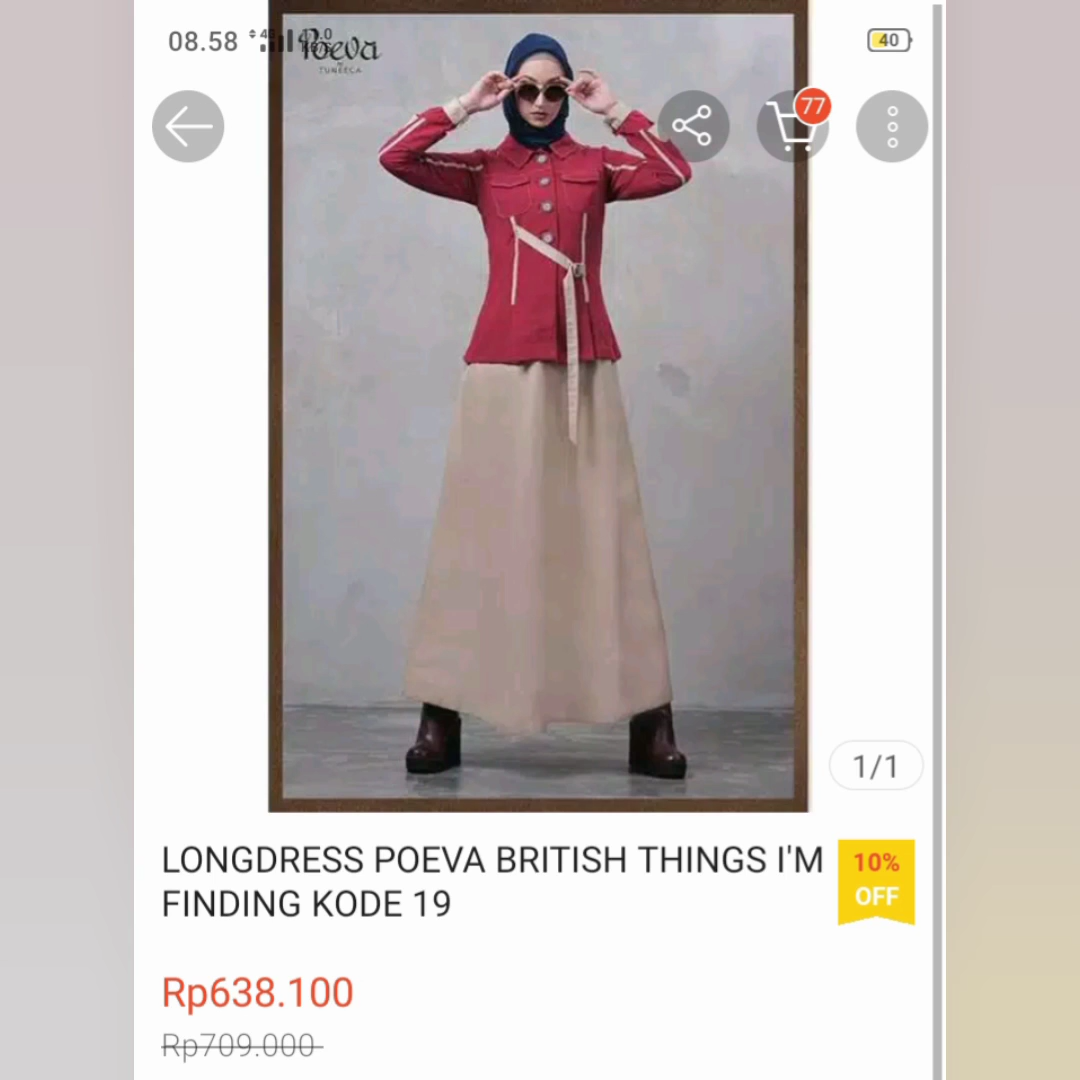 08.58
40
Poeva
TUNEECA
77
1/1
LONGDRESS POEVA BRITISH THINGS I'M
FINDING KODE 19
10%
OFF
Rp638.100
Rp709.000